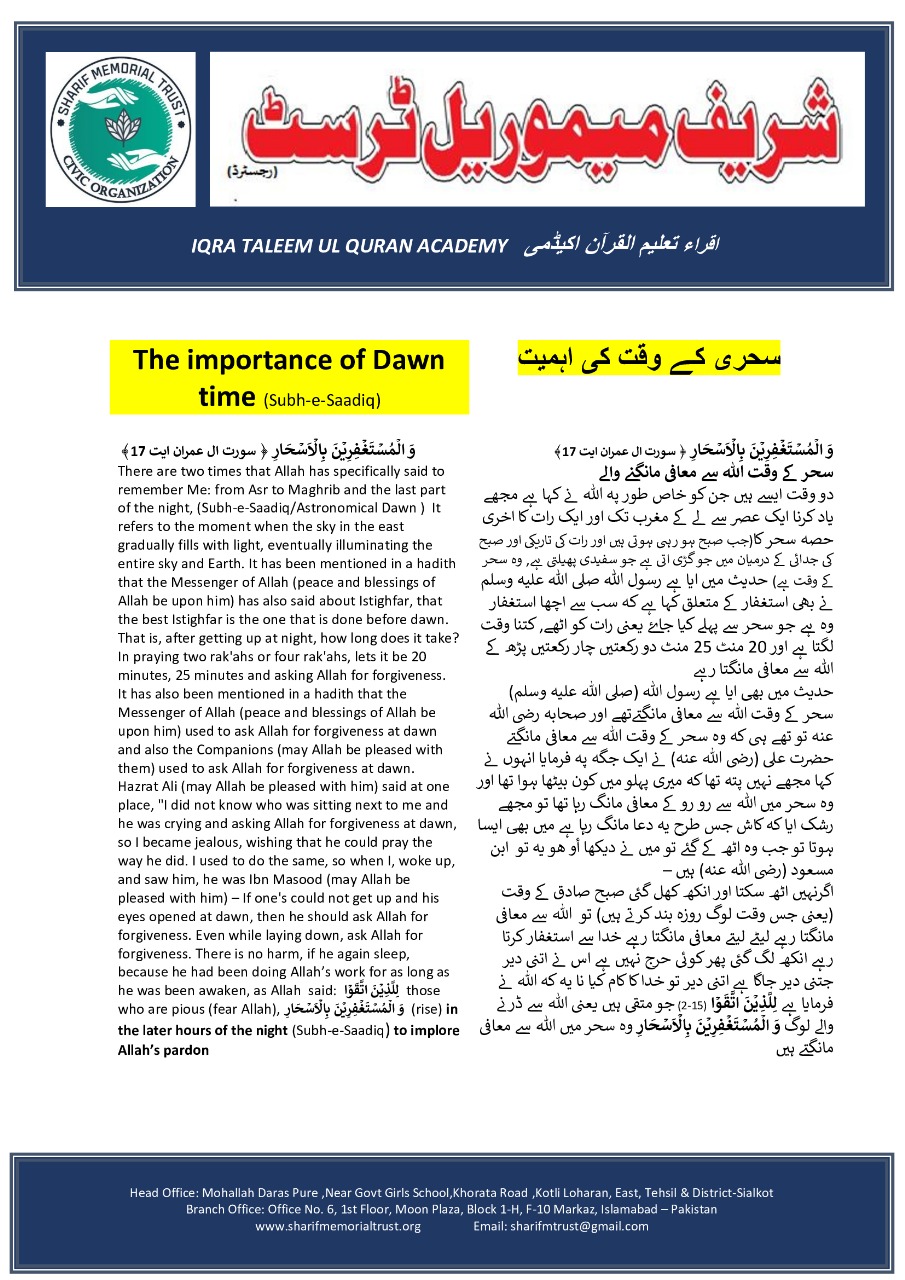 SHARIF MEMORIAL TRUST
CIVIC ORGANIZATION
شریف میموریل ٹرسٹ
(رجسٹرڈ)
IQRA TALEEM UL QURAN ACADEMY اقراء تعلیم القرآن اکیڈمی
The importance of Dawn
time (Subh-e-Saadiq)
وَ الۡمُسۡتَغۡفِرِیۡنَ بِالۡاَسۡحَارِ ﴿ سورت ال عمران ایت 17﴾
There are two times that Allah has specifically said to
remember Me: from Asr to Maghrib and the last part
of the night, (Subh-e-Saadiq/Astronomical Dawn ) It
refers to the moment when the sky in the east
gradually fills with light, eventually illuminating the
entire sky and Earth. It has been mentioned in a hadith
that the Messenger of Allah (peace and blessings of
Allah be upon him) has also said about Istighfar, that
the best Istighfar is the one that is done before dawn.
That is, after getting up at night, how long does it take?
In praying two rak'ahs or four rak'ahs, lets it be 20
minutes, 25 minutes and asking Allah for forgiveness.
It has also been mentioned in a hadith that the
Messenger of Allah (peace and blessings of Allah be
upon him) used to ask Allah for forgiveness at dawn
and also the Companions (may Allah be pleased with
them) used to ask Allah for forgiveness at dawn.
Hazrat Ali (may Allah be pleased with him) said at one
place, "I did not know who was sitting next to me and
he was crying and asking Allah for forgiveness at dawn,
so I became jealous, wishing that he could pray the
way he did. I used to do the same, so when I, woke up,
and saw him, he was Ibn Masood (may Allah be
pleased with him) – If one's could not get up and his
eyes opened at dawn, then he should ask Allah for
forgiveness. Even while laying down, ask Allah for
forgiveness. There is no harm, if he again sleep,
because he had been doing Allah’s work for as long as
he was been awaken, as Allah said: لِلَّذِیۡنَ اتَّقَوۡا those
who are pious (fear Allah), وَ الۡمُسۡتَغۡفِرِیۡنَ بِالۡاَسۡحَارِ (rise) in
the later hours of the night (Subh-e-Saadiq) to implore
Allah’s pardon
سحری کے وقت کی اہمیت
وَ الۡمُسۡتَغۡفِرِیۡنَ بِالۡاَسۡحَارِ ﴿ سورت ال عمران ایت 17﴾
سحر کے وقت اللہ سے معافی مانگنے والے
دو وقت ایسے ہیں جن کو خاص طور پہ اللہ نے کہا ہے مجھے
یاد کرنا ایک عصر سے لے کے مغرب تک اور ایک رات کا اخری
حصہ سحر کا(جب صبح ہو رہی ہوتی ہیں اور رات کی تاریکی اور صبح
کی جدائی کے درمیان میں جو گڑی اتی ہے جو سفیدی پھیلتی ہے, وہ سحر
کے وقت ہے) حدیث میں ایا ہے رسول اللہ صلی اللہ علیہ وسلم
نے بھی استغفار کے متعلق کہا ہے کہ سب سے اچھا استغفار
وہ ہے جو سحر سے پہلے کیا جاۓ یعنی رات کو اٹھے, کتنا وقت
لگتا ہے اور 20 منٹ 25 منٹ دو رکعتیں چار رکعتیں پڑھ کے
اللہ سے معافی مانگتا رہے
حدیث میں بھی ایا ہے رسول اللہ (صلی اللہ علیہ وسلم)
سحر کے وقت اللہ سے معافی مانگتےتھے اور صحابہ رضی اللہ
عنہ تو تھے ہی کہ وہ سحر کے وقت اللہ سے معافی مانگتے
حضرت علی (رضی اللہ عنہ) نے ایک جگہ پہ فرمایا انہوں نے
کہا مجھے نہیں پتہ تھا کہ میری پہلو میں کون بیٹھا ہوا تھا اور
وہ سحر میں اللہ سے رو رو کے معافی مانگ رہا تھا تو مجھے
رشک ایا کہ کاش جس طرح یہ دعا مانگ رہا ہے میں بھی ایسا
ہوتا تو جب وہ اٹھ کے گئے تو میں نے دیکھا أو ھو یہ تو ابن
مسعود (رضی اللہ عنہ) ہیں –
اگرنہیں اٹھ سکتا اور انکھ کھل گئی صبح صادق کے وقت
(یعنی جس وقت لوگ روزہ بند کرتے ہیں) تو اللہ سے معافی
مانگتا رہے لیٹے لیتے معافی مانگتا رہے خدا سے استغفار کرتا
رہے انکھ لگ گئی پھر کوئی حرج نہیں ہے اس نے اتنی دیر
جتنی دیر جاگا ہے اتنی دیر تو خدا کا کام کیا نا یہ کہ اللہ نے
فرمایا ہے لِلَّذِیۡنَ اتَّقَوۡا (15-2) جو متقی ہیں یعنی اللہ سے ڈرنے
والے لوگ وَ الۡمُسۡتَغۡفِرِیۡنَ بِالۡاَسۡحَارِ وہ سحر میں اللہ سے معافی
مانگتے ہیں
Head Office: Mohallah Daras Pure ,Near Govt Girls School,Khorata Road ,Kotli Loharan, East, Tehsil & District-Sialkot
Branch Office: Office No. 6, 1st Floor, Moon Plaza, Block 1-H, F-10 Markaz, Islamabad – Pakistan
www.sharifmemorialtrust.org Email: sharifmtrust@gmail.com